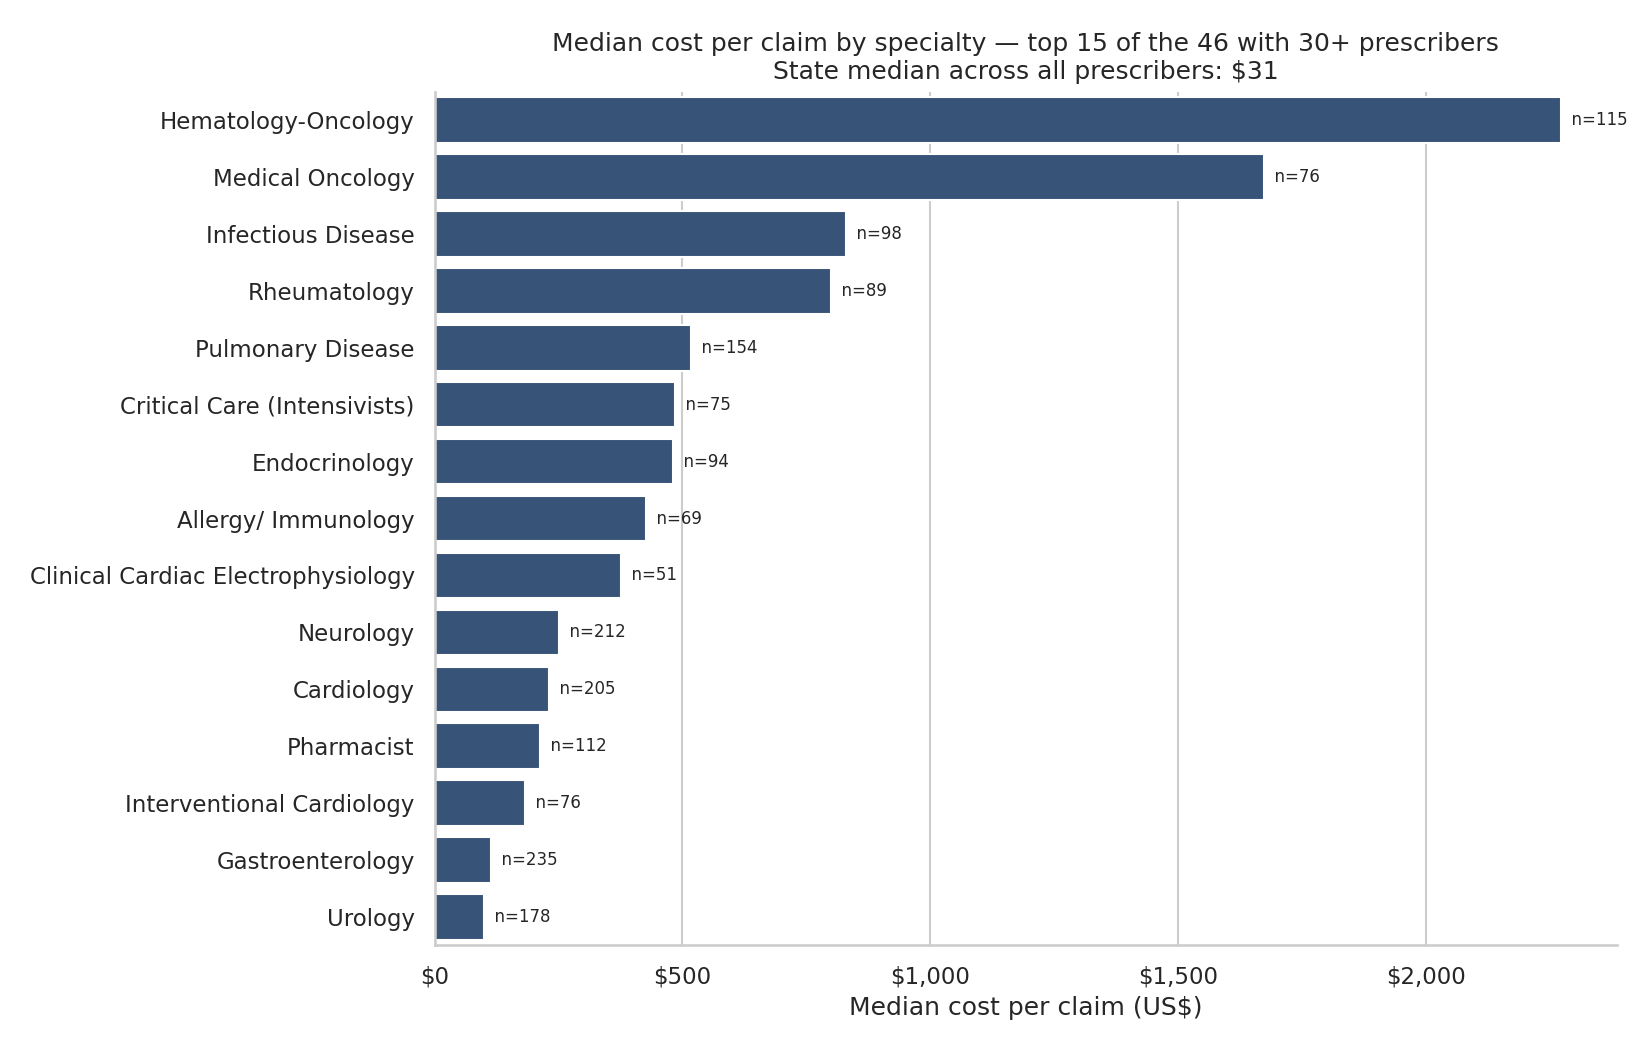 Median cost per claim by specialty — top 15 of the 46 with 30+ prescribers
State median across all prescribers: $31
Hematology-Oncology n=115
Medical Oncology n=76
Infectious Disease n=98
Rheumatology n=89
Pulmonary Disease n=154
Critical Care (Intensivists) n=75
Endocrinology n=94
Allergy/ Immunology n=69
Clinical Cardiac Electrophysiology n=51
Neurology n=212
Cardiology n=205
Pharmacist n=112
Interventional Cardiology n=76
Gastroenterology n=235
Urology n=178
$0 $500 $1,000 $1,500 $2,000
Median cost per claim (US$)